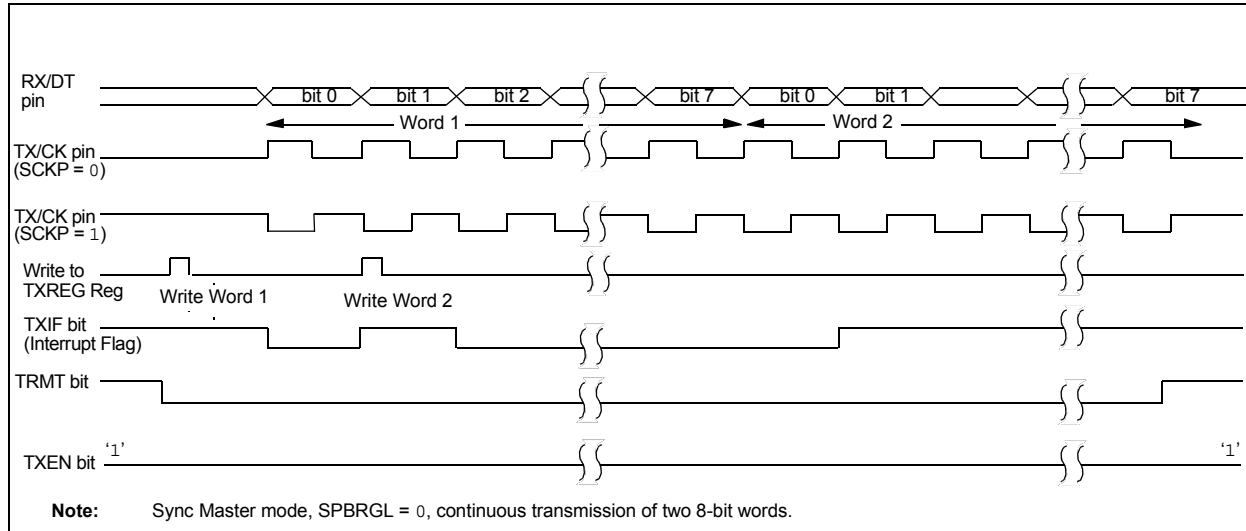 RX/DT
pin
bit 0 bit 1 bit 2 bit 7 bit 0 bit 1 bit 7
Word 1 Word 2
TX/CK pin
(SCKP = 0)
TX/CK pin
(SCKP = 1)
Write to
TXREG Reg
Write Word 1 Write Word 2
TXIF bit
(Interrupt Flag)
TRMT bit
TXEN bit ‘1’ ‘1’
Note: Sync Master mode, SPBRGL = 0, continuous transmission of two 8-bit words.